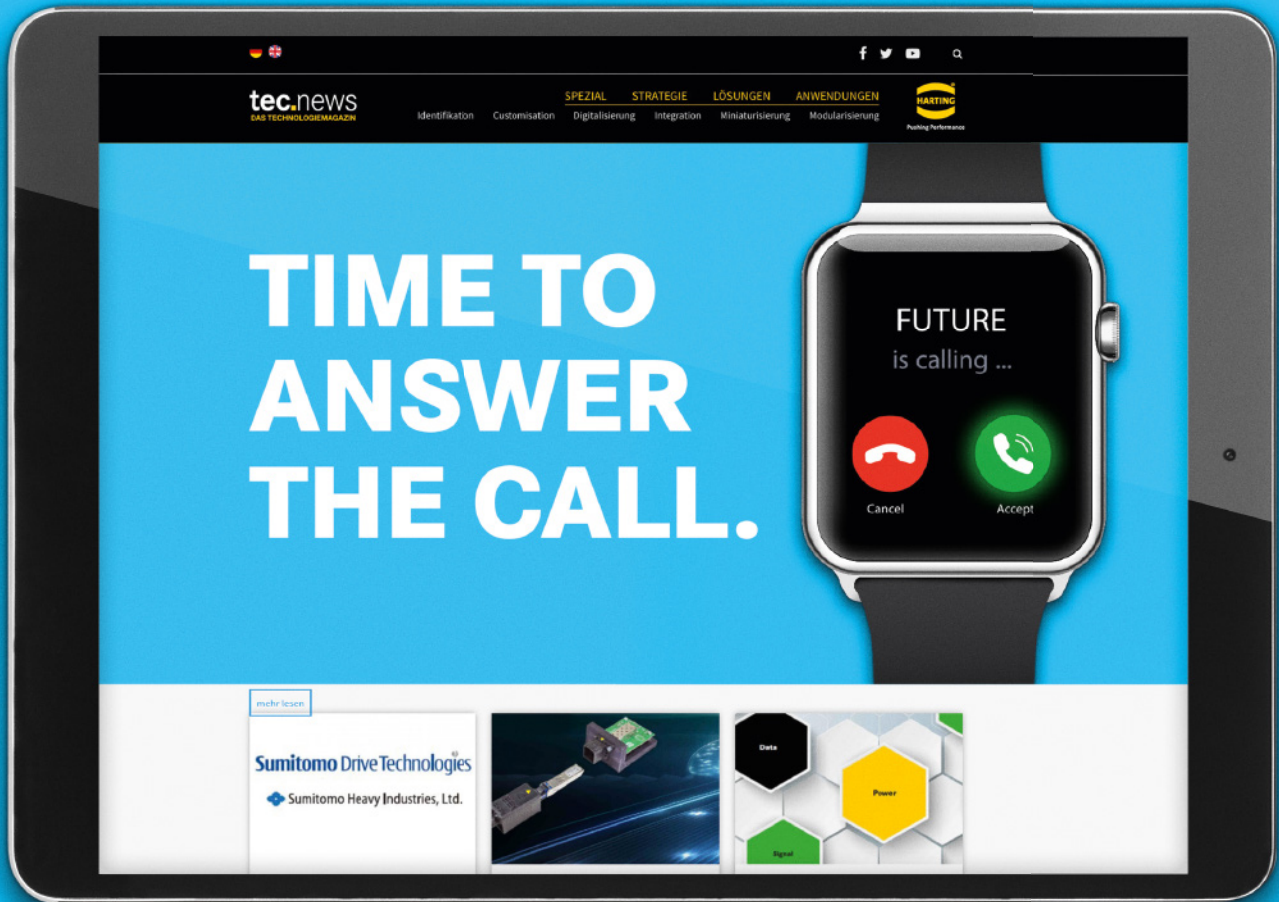 tec.news
DAS TECHNOLOGIEMAGAZIN
SPEZIAL STRATEGIE LÖSUNGEN ANWENDUNGEN
Identifikation Customisation Digitalisierung Integration Miniaturisierung Modularisierung
HARTING
Pushing Performance
TIME TO
ANSWER
THE CALL.
FUTURE
is calling ...
Cancel Accept
mehr lesen
Sumitomo Drive Technologies
Sumitomo Heavy Industries, Ltd.
Data
Power
Signal